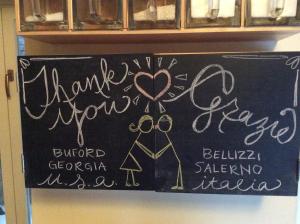 Thank
you
BUFORD
GEORGIA
u.s.a.
Grazie
BELLIZZI
SALERNO
italia